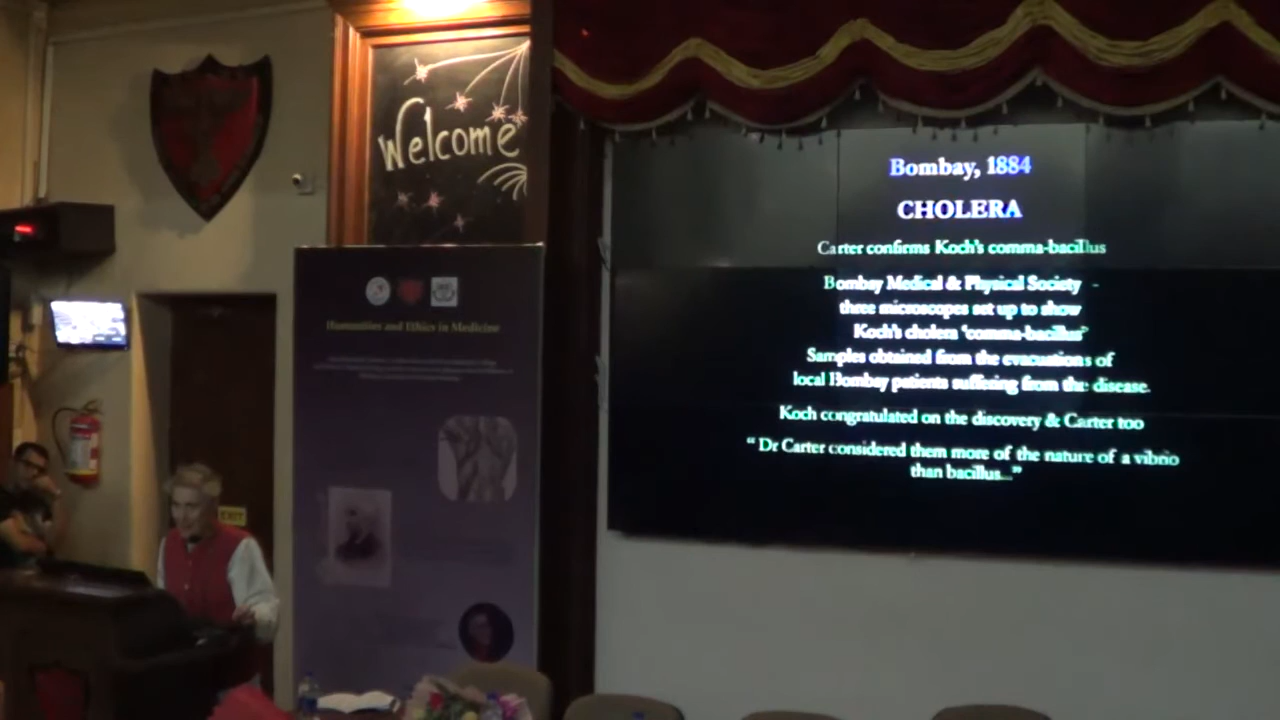 Welcome
Humanities and Ethics in Medicine
EXIT
Bombay, 1884
CHOLERA
Carter confirms Koch's comma-bacillus
Bombay Medical & Physical Society -
three microscopes set up to show
Koch's cholera 'comma-bacillus'
Samples obtained from the evacuations of
local Bombay patients suffering from the disease.
Koch congratulated on the discovery & Carter too
“ Dr Carter considered them more of the nature of a vibrio
than bacillus...”